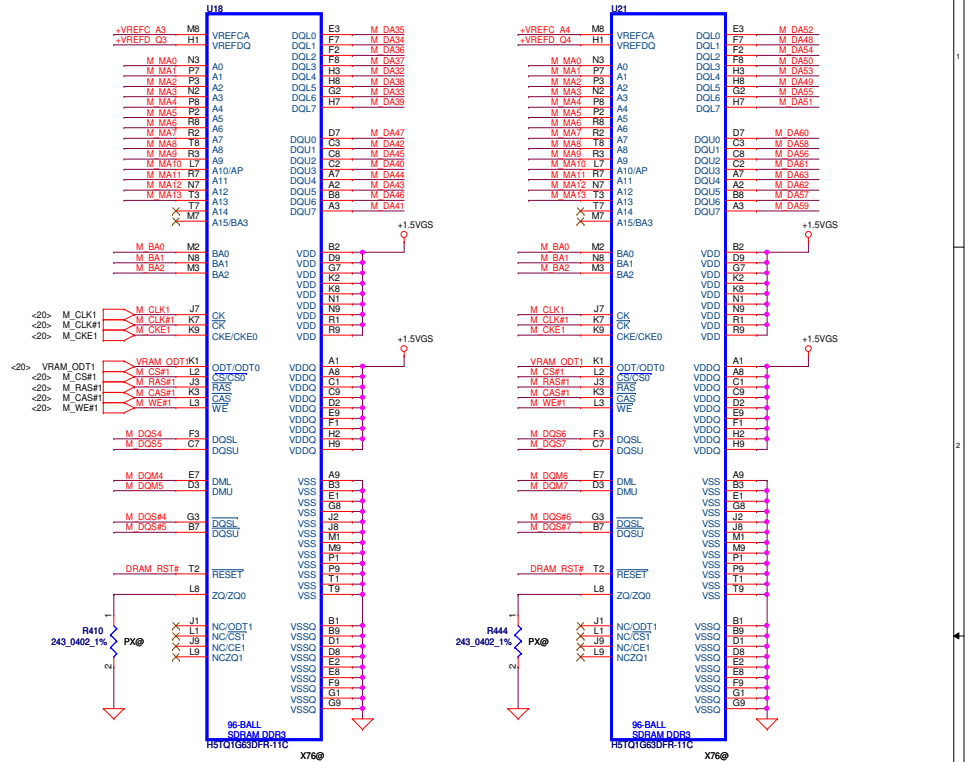 U18
+VREFC_A3 M8 VREFCA DQL0 E3 M_DA35
+VREFD_Q3 H1 VREFDQ DQL1 F7 M_DA34
DQL2 F2 M_DA36
M_MA0 N3 A0 DQL3 F8 M_DA37
M_MA1 P7 A1 DQL4 H3 M_DA32
M_MA2 P3 A2 DQL5 H8 M_DA38
M_MA3 N2 A3 DQL6 G2 M_DA33
M_MA4 P8 A4 DQL7 H7 M_DA39
M_MA5 P2 A5
M_MA6 R8 A6
M_MA7 R2 A7 DQU0 D7 M_DA47
M_MA8 T8 A8 DQU1 C3 M_DA42
M_MA9 R3 A9 DQU2 C8 M_DA45
M_MA10 L7 A10/AP DQU3 C2 M_DA40
M_MA11 R7 A11 DQU4 A7 M_DA44
M_MA12 N7 A12 DQU5 A2 M_DA43
M_MA13 T3 A13 DQU6 B8 M_DA46
T7 A14 DQU7 A3 M_DA41
M7 A15/BA3
+1.5VGS
M_BA0 M2 BA0 VDD B2
M_BA1 N8 BA1 VDD D9
M_BA2 M3 BA2 VDD G7
VDD K2
VDD K8
VDD N1
<20> M_CLK1 M_CLK1 J7 CK VDD N9
<20> M_CLK#1 M_CLK#1 K7 CK VDD R1
<20> M_CKE1 M_CKE1 K9 CKE/CKE0 VDD R9
+1.5VGS
<20> VRAM_ODT1 VRAM_ODT1 K1 ODT/ODT0 VDDQ A1
<20> M_CS#1 M_CS#1 L2 CS/CS0 VDDQ A8
<20> M_RAS#1 M_RAS#1 J3 RAS VDDQ C1
<20> M_CAS#1 M_CAS#1 K3 CAS VDDQ C9
<20> M_WE#1 M_WE#1 L3 WE VDDQ D2
VDDQ E9
VDDQ F1
M_DQS4 F3 DQSL VDDQ H2
M_DQS5 C7 DQSU VDDQ H9
M_DQM4 E7 DML VSS A9
M_DQM5 D3 DMU VSS B3
VSS E1
VSS G8
M_DQS#4 G3 DQSL VSS J2
M_DQS#5 B7 DQSU VSS J8
VSS M1
VSS M9
VSS P1
DRAM_RST# T2 RESET VSS P9
VSS T1
L8 ZQ/ZQ0 VSS T9
J1 NC/ODT1 VSSQ B1
L1 NC/CS1 VSSQ B9
J9 NC/CE1 VSSQ D1
L9 NCZQ1 VSSQ D8
VSSQ E2
VSSQ E8
VSSQ F9
VSSQ G1
VSSQ G9
1
R410
243_0402_1% PX@
2
96-BALL
SDRAM DDR3
H5TQ1G63DFR-11C
X76@
U21
+VREFC_A4 M8 VREFCA DQL0 E3 M_DA52
+VREFD_Q4 H1 VREFDQ DQL1 F7 M_DA48
DQL2 F2 M_DA54
M_MA0 N3 A0 DQL3 F8 M_DA50
M_MA1 P7 A1 DQL4 H3 M_DA53
M_MA2 P3 A2 DQL5 H8 M_DA49
M_MA3 N2 A3 DQL6 G2 M_DA55
M_MA4 P8 A4 DQL7 H7 M_DA51
M_MA5 P2 A5
M_MA6 R8 A6
M_MA7 R2 A7 DQU0 D7 M_DA60
M_MA8 T8 A8 DQU1 C3 M_DA58
M_MA9 R3 A9 DQU2 C8 M_DA56
M_MA10 L7 A10/AP DQU3 C2 M_DA61
M_MA11 R7 A11 DQU4 A7 M_DA63
M_MA12 N7 A12 DQU5 A2 M_DA62
M_MA13 T3 A13 DQU6 B8 M_DA57
T7 A14 DQU7 A3 M_DA59
M7 A15/BA3
+1.5VGS
M_BA0 M2 BA0 VDD B2
M_BA1 N8 BA1 VDD D9
M_BA2 M3 BA2 VDD G7
VDD K2
VDD K8
VDD N1
M_CLK1 J7 CK VDD N9
M_CLK#1 K7 CK VDD R1
M_CKE1 K9 CKE/CKE0 VDD R9
+1.5VGS
VRAM_ODT1 K1 ODT/ODT0 VDDQ A1
M_CS#1 L2 CS/CS0 VDDQ A8
M_RAS#1 J3 RAS VDDQ C1
M_CAS#1 K3 CAS VDDQ C9
M_WE#1 L3 WE VDDQ D2
VDDQ E9
VDDQ F1
M_DQS6 F3 DQSL VDDQ H2
M_DQS7 C7 DQSU VDDQ H9
M_DQM6 E7 DML VSS A9
M_DQM7 D3 DMU VSS B3
VSS E1
VSS G8
M_DQS#6 G3 DQSL VSS J2
M_DQS#7 B7 DQSU VSS J8
VSS M1
VSS M9
VSS P1
DRAM_RST# T2 RESET VSS P9
VSS T1
L8 ZQ/ZQ0 VSS T9
J1 NC/ODT1 VSSQ B1
L1 NC/CS1 VSSQ B9
J9 NC/CE1 VSSQ D1
L9 NCZQ1 VSSQ D8
VSSQ E2
VSSQ E8
VSSQ F9
VSSQ G1
VSSQ G9
1
R444
243_0402_1% PX@
2
96-BALL
SDRAM DDR3
H5TQ1G63DFR-11C
X76@
1
2